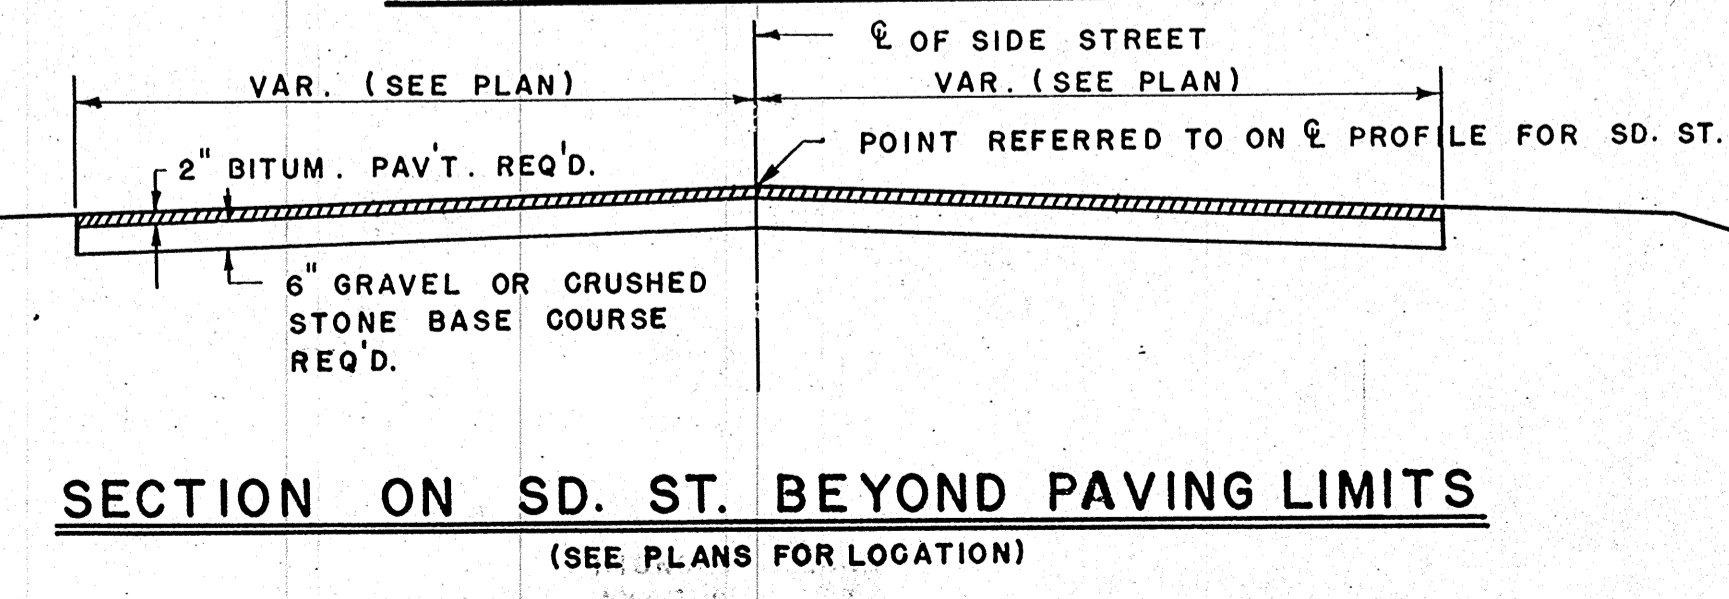 ℄ OF SIDE STREET
VAR. (SEE PLAN)
VAR. (SEE PLAN)
POINT REFERRED TO ON ℄ PROFILE FOR SD. ST.
2" BITUM. PAV'T. REQ'D.
6" GRAVEL OR CRUSHED
STONE BASE COURSE
REQ'D.
SECTION ON SD. ST. BEYOND PAVING LIMITS
(SEE PLANS FOR LOCATION)